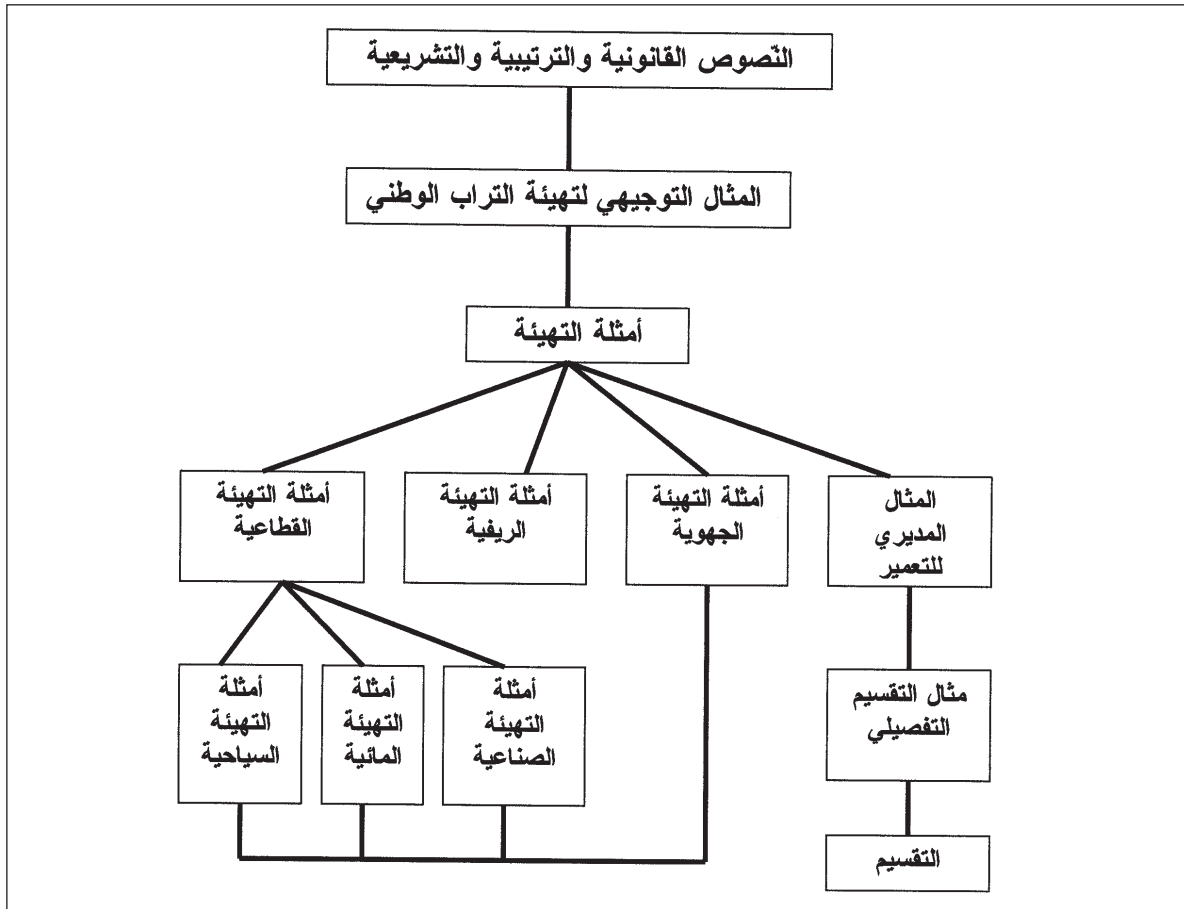 النّصوص القانونية والترتيبية والتشريعية
المثال التوجيهي لتهيئة التراب الوطني
أمثلة التهيئة
المثال
المديري
للتعمير
أمثلة التهيئة
الجهوية
أمثلة التهيئة
الريفية
أمثلة التهيئة
القطاعية
مثال التقسيم
التفصيلي
أمثلة
التهيئة
الصناعية
أمثلة
التهيئة
المائية
أمثلة
التهيئة
السياحية
التقسيم